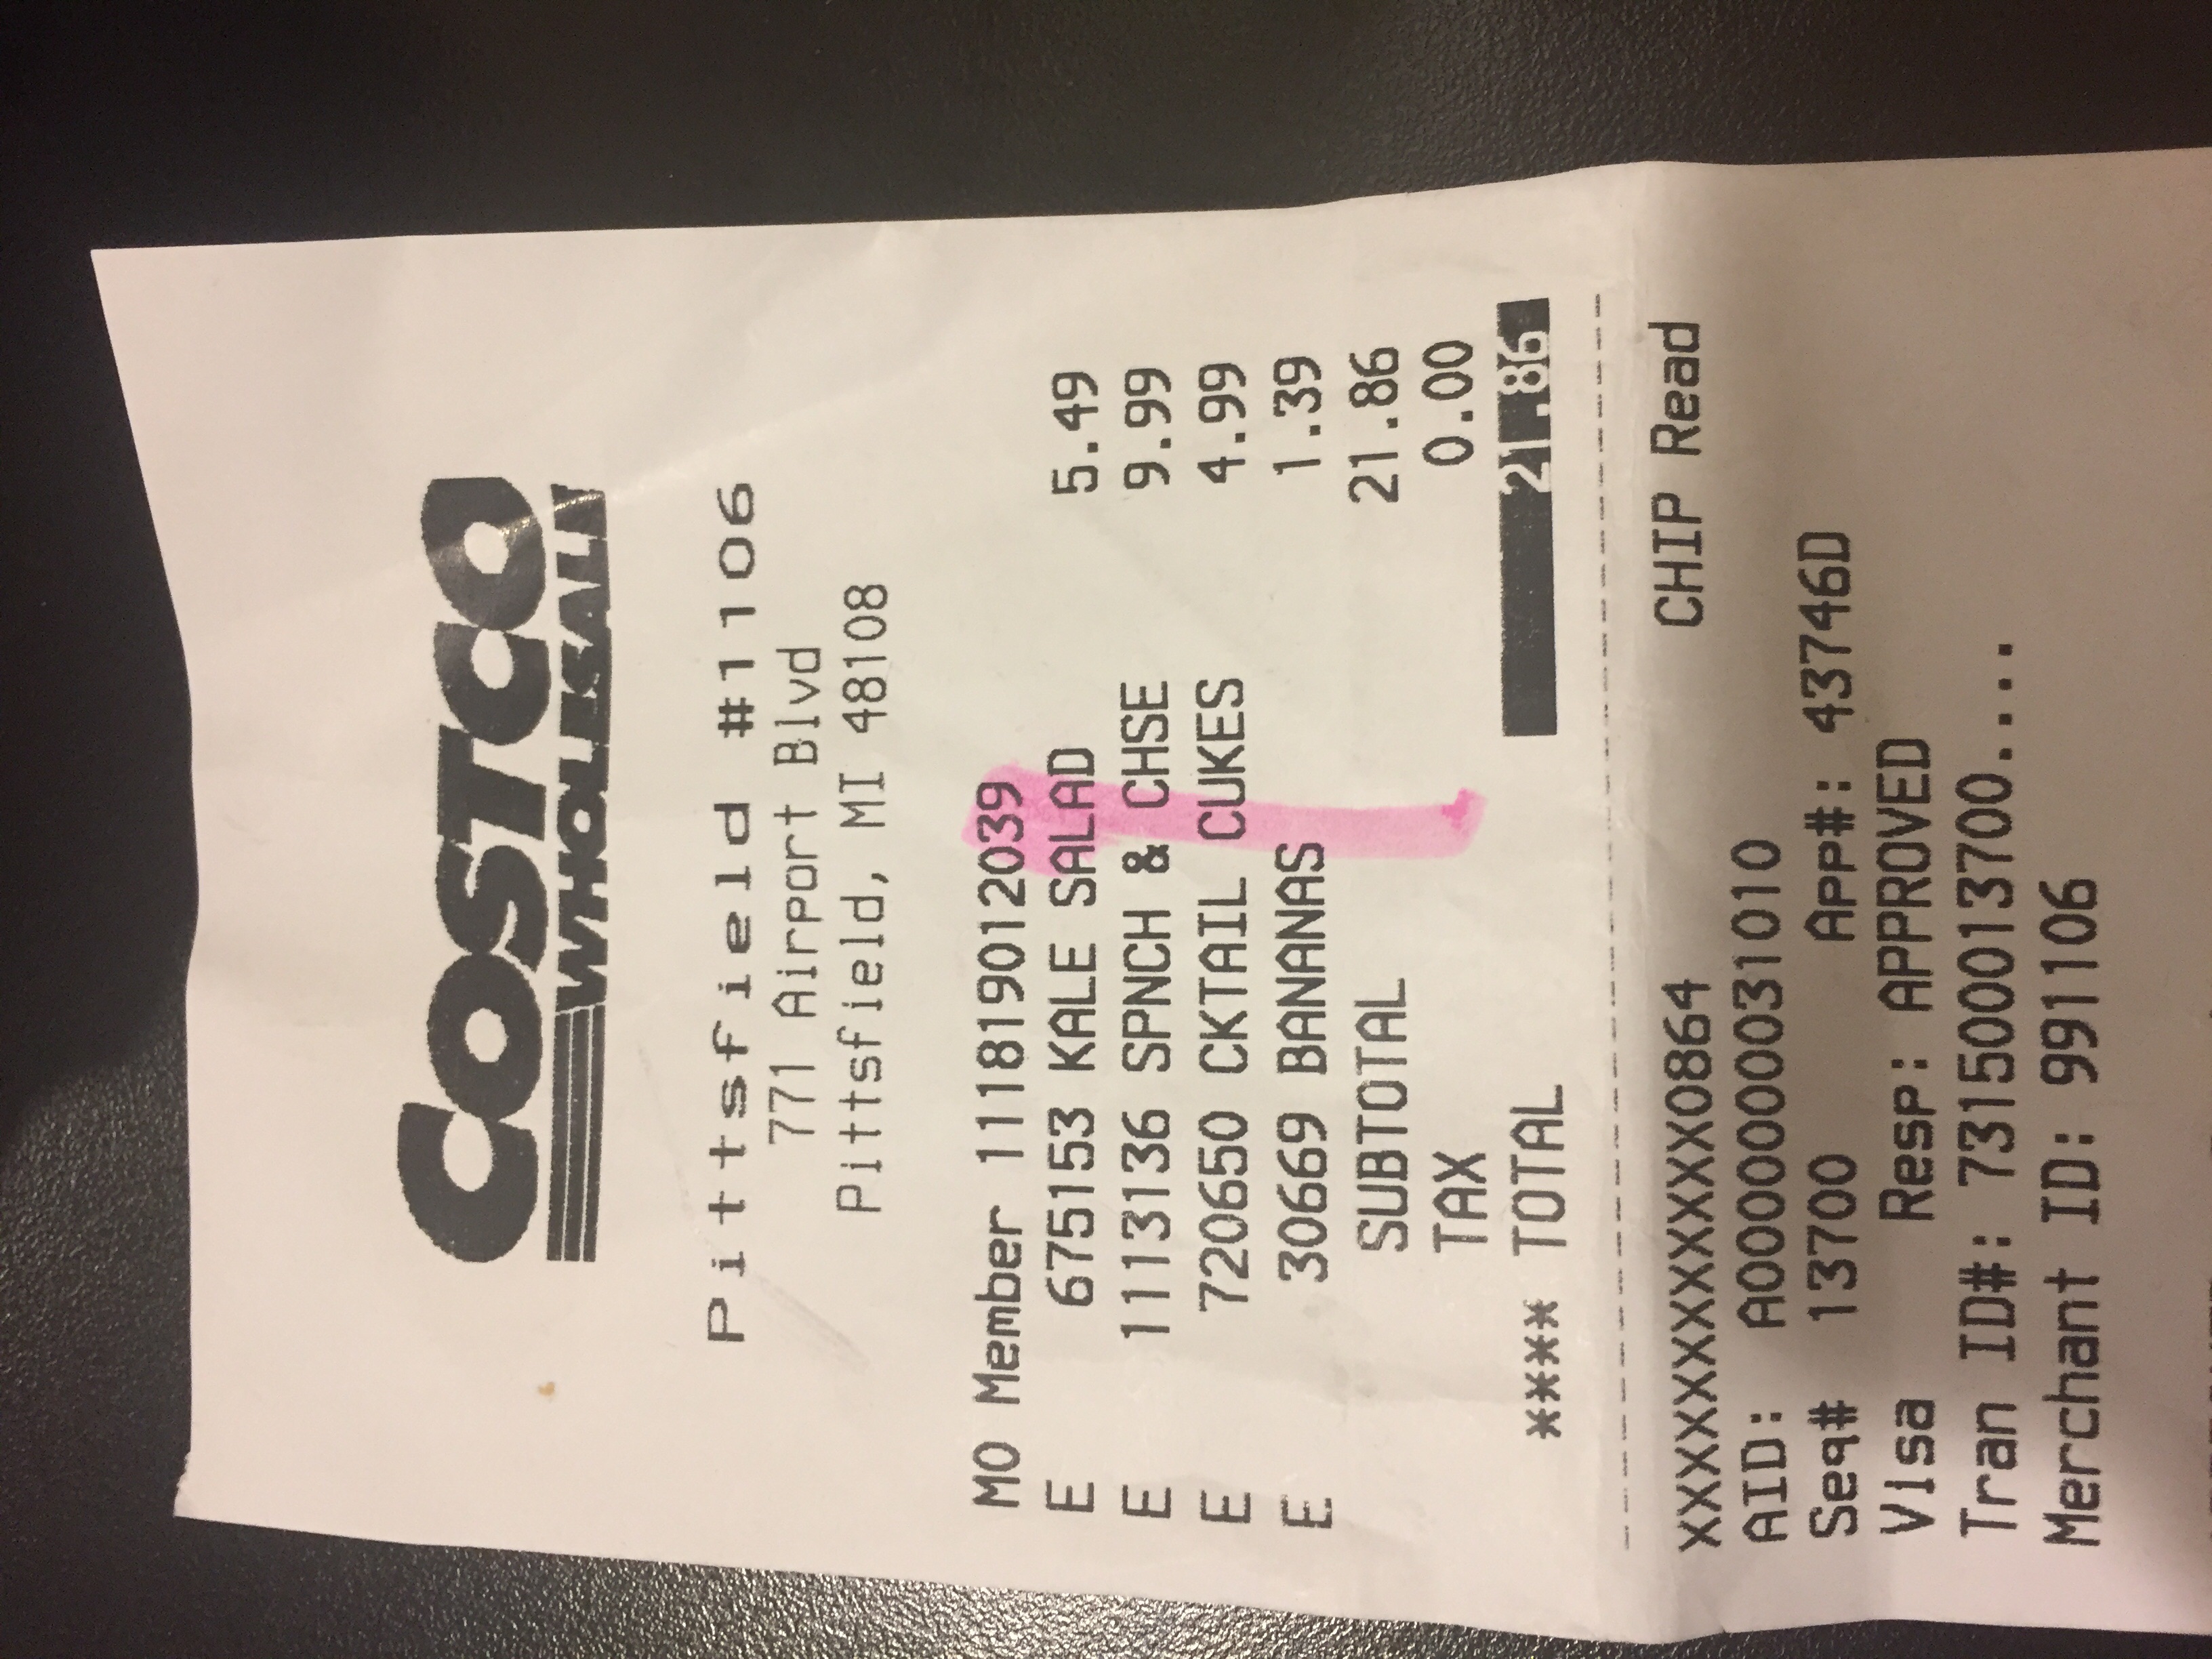 COSTCO
WHOLESALE
Pittsfield #1106
771 Airport Blvd
Pittsfield, MI 48108
MO Member 111819012039
E 675153 KALE SALAD 5.49
E 1113136 SPNCH & CHSE 9.99
E 720650 CKTAIL CUKES 4.99
E 30669 BANANAS 1.39
SUBTOTAL 21.86
TAX 0.00
**** TOTAL 21.86
XXXXXXXXXXXX0864 CHIP Read
AID: A0000000031010
Seq# 13700 App#: 43746D
Visa Resp: APPROVED
Tran ID#: 731500013700....
Merchant ID: 991106